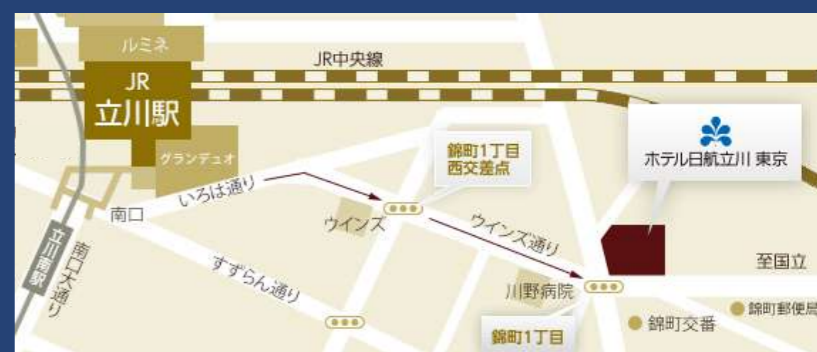 ルミネ
JR中央線
JR
立川駅
グランデュオ
錦町1丁目
西交差点
ホテル日航立川 東京
いろは通り
南口
ウインズ
ウインズ通り
立川南駅
南口大通り
すずらん通り
至国立
川野病院
錦町郵便局
錦町交番
錦町1丁目